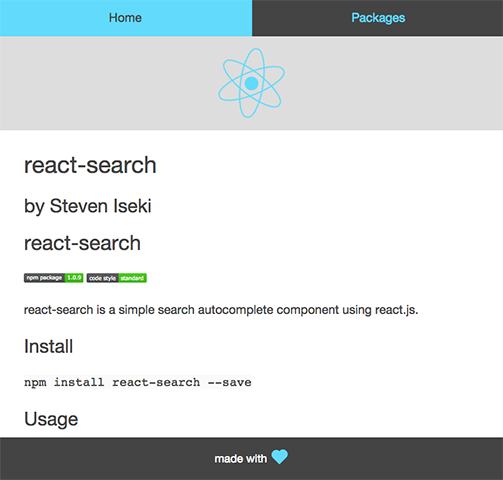 Home Packages
react-search
by Steven Iseki
react-search
npm package 1.0.9 code style standard
react-search is a simple search autocomplete component using react.js.
Install
npm install react-search --save
Usage
made with